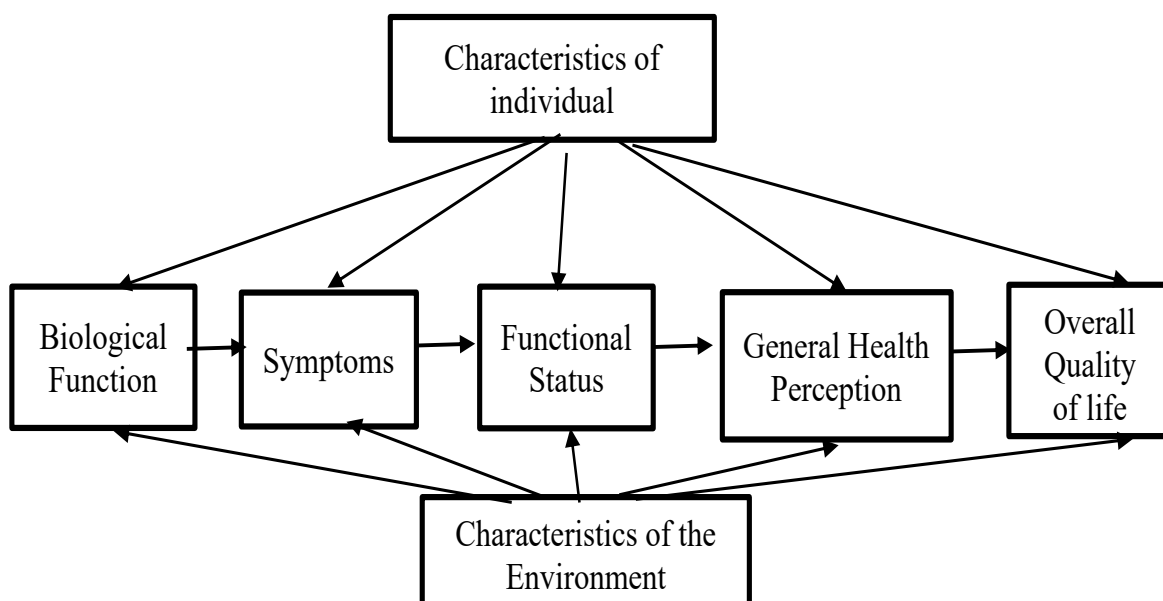 Characteristics of
individual
Biological
Function
Symptoms
Functional
Status
General Health
Perception
Overall
Quality
of life
Characteristics of the
Environment